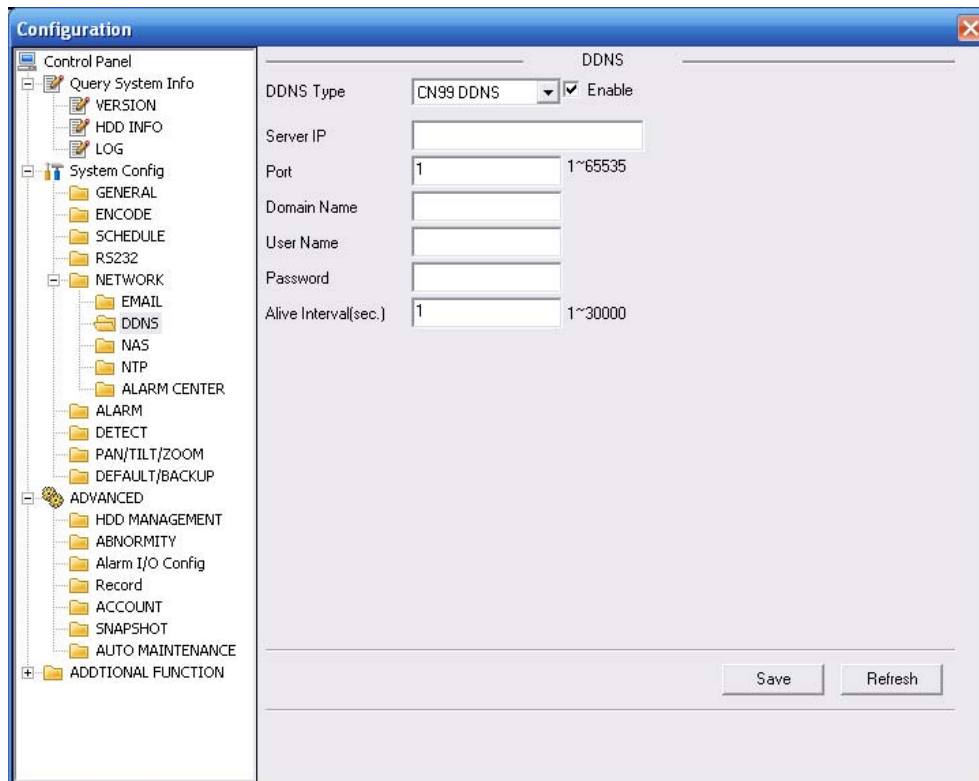 Configuration
Control Panel
Query System Info
VERSION
HDD INFO
LOG
System Config
GENERAL
ENCODE
SCHEDULE
RS232
NETWORK
EMAIL
DDNS
NAS
NTP
ALARM CENTER
ALARM
DETECT
PAN/TILT/ZOOM
DEFAULT/BACKUP
ADVANCED
HDD MANAGEMENT
ABNORMITY
Alarm I/O Config
Record
ACCOUNT
SNAPSHOT
AUTO MAINTENANCE
ADDTIONAL FUNCTION
DDNS
DDNS Type CN99 DDNS Enable
Server IP
Port 1 1~65535
Domain Name
User Name
Password
Alive Interval(sec.) 1 1~30000
Save Refresh